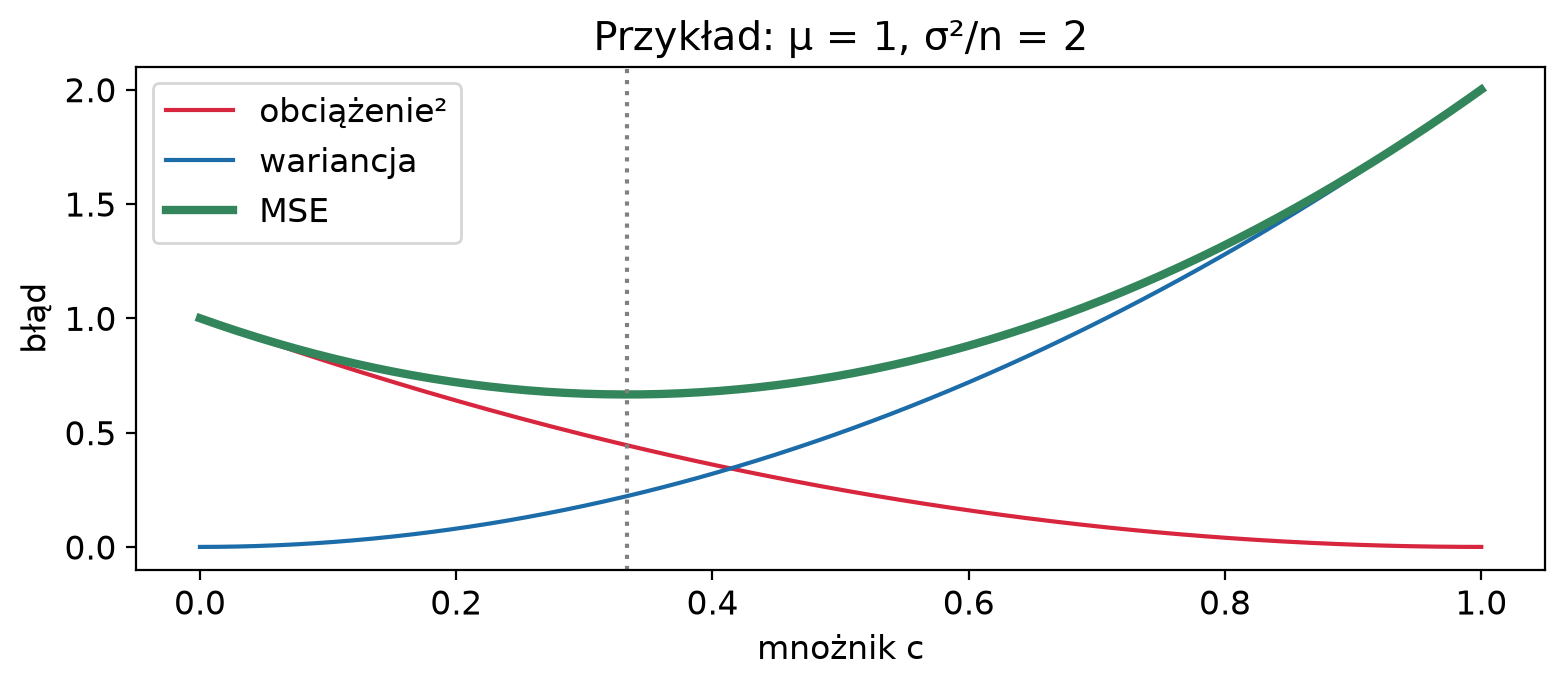 Przykład: μ = 1, σ²/n = 2
obciążenie²
wariancja
MSE
błąd
2.0
1.5
1.0
0.5
0.0
0.0 0.2 0.4 0.6 0.8 1.0
mnożnik c